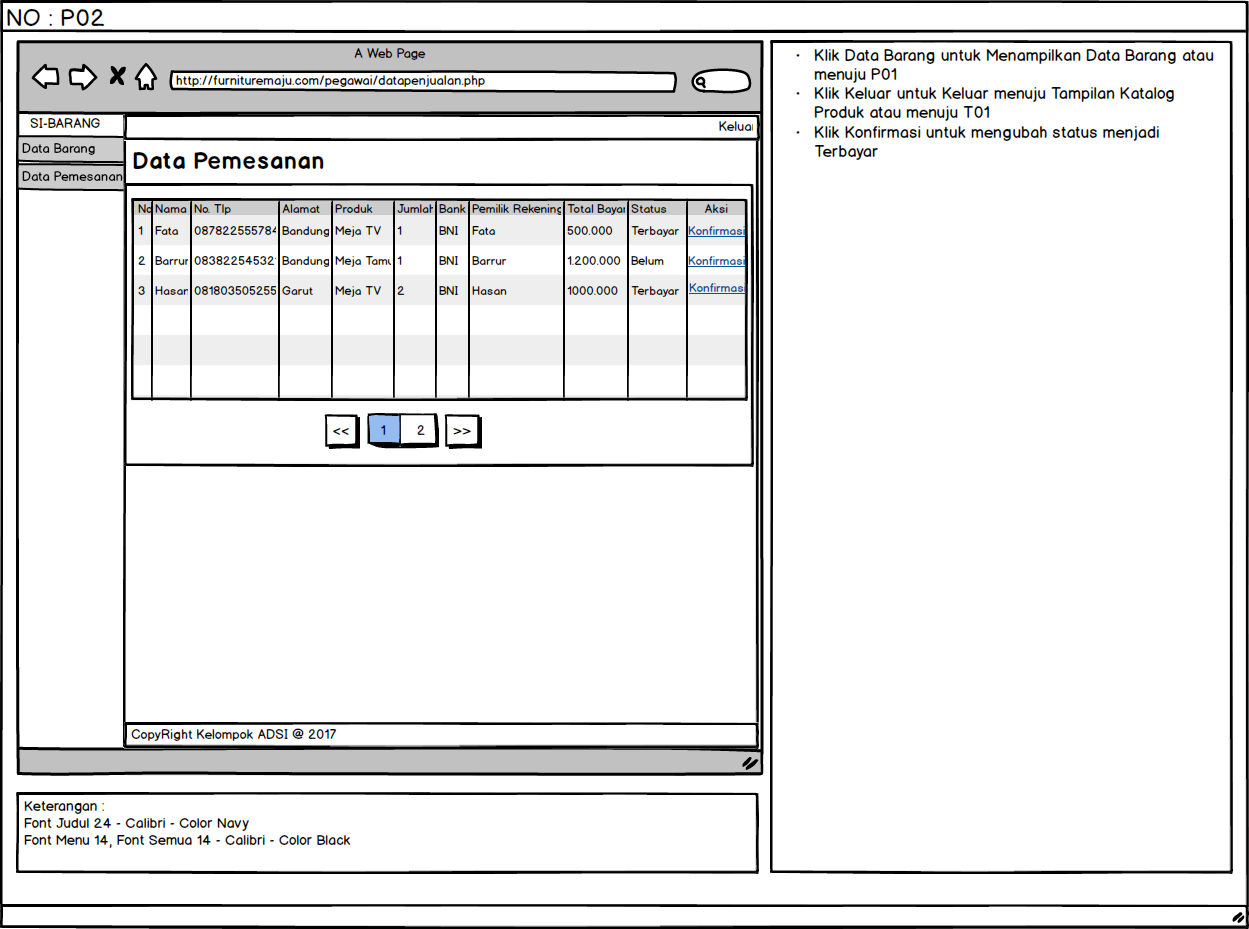 NO : P02
A Web Page
http://furnituremaju.com/pegawai/datapenjualan.php
SI-BARANG
Keluar
Data Barang
Data Pemesanan
Data Pemesanan
No Nama No. Tlp Alamat Produk Jumlah Bank Pemilik Rekening Total Bayar Status Aksi
1 Fata 087822555784 Bandung Meja TV 1 BNI Fata 500.000 Terbayar Konfirmasi
2 Barrur 08382254532 Bandung Meja Tamu 1 BNI Barrur 1.200.000 Belum Konfirmasi
3 Hasan 081803505255 Garut Meja TV 2 BNI Hasan 1000.000 Terbayar Konfirmasi
<< 1 2 >>
CopyRight Kelompok ADSI @ 2017
Keterangan :
Font Judul 24 - Calibri - Color Navy
Font Menu 14, Font Semua 14 - Calibri - Color Black
· Klik Data Barang untuk Menampilkan Data Barang atau
menuju P01
· Klik Keluar untuk Keluar menuju Tampilan Katalog
Produk atau menuju T01
· Klik Konfirmasi untuk mengubah status menjadi
Terbayar